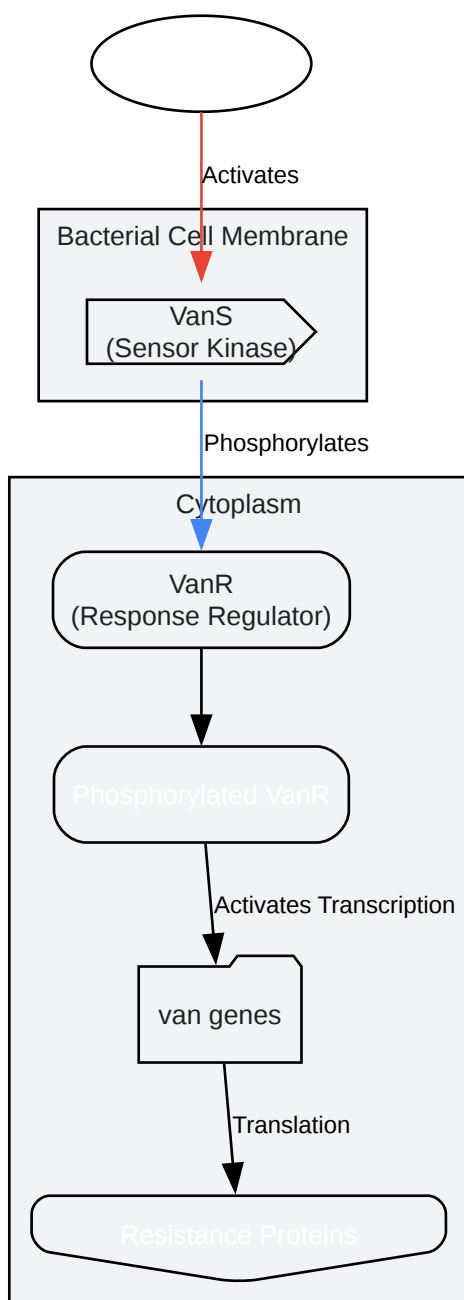 Activates
Bacterial Cell Membrane
VanS
(Sensor Kinase)
Phosphorylates
Cytoplasm
VanR
(Response Regulator)
Phosphorylated VanR
Activates Transcription
van genes
Translation
Resistance Proteins